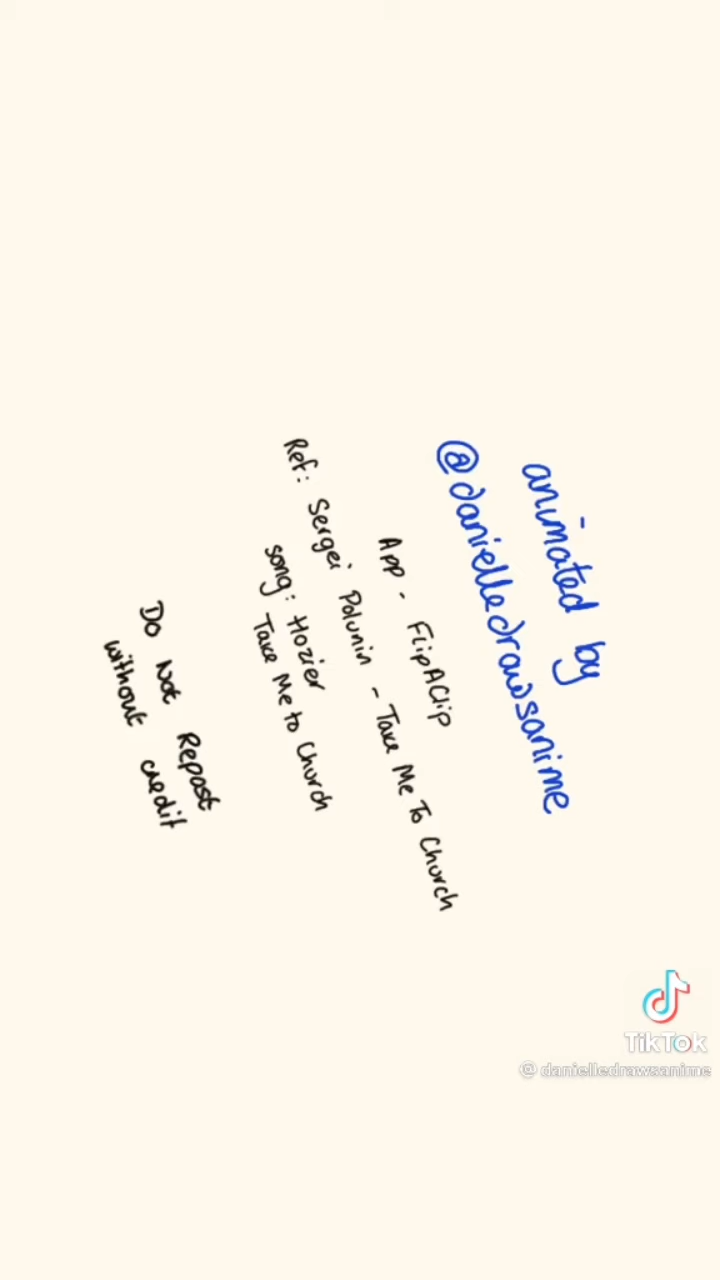 animated by
@danielledrawsanime
App - FlipAClip
Ref: Sergei Polunin - Take Me To Church
song: Hozier
Take Me to Church
Do Not Repost
without credit
TikTok
@danielledrawsanime